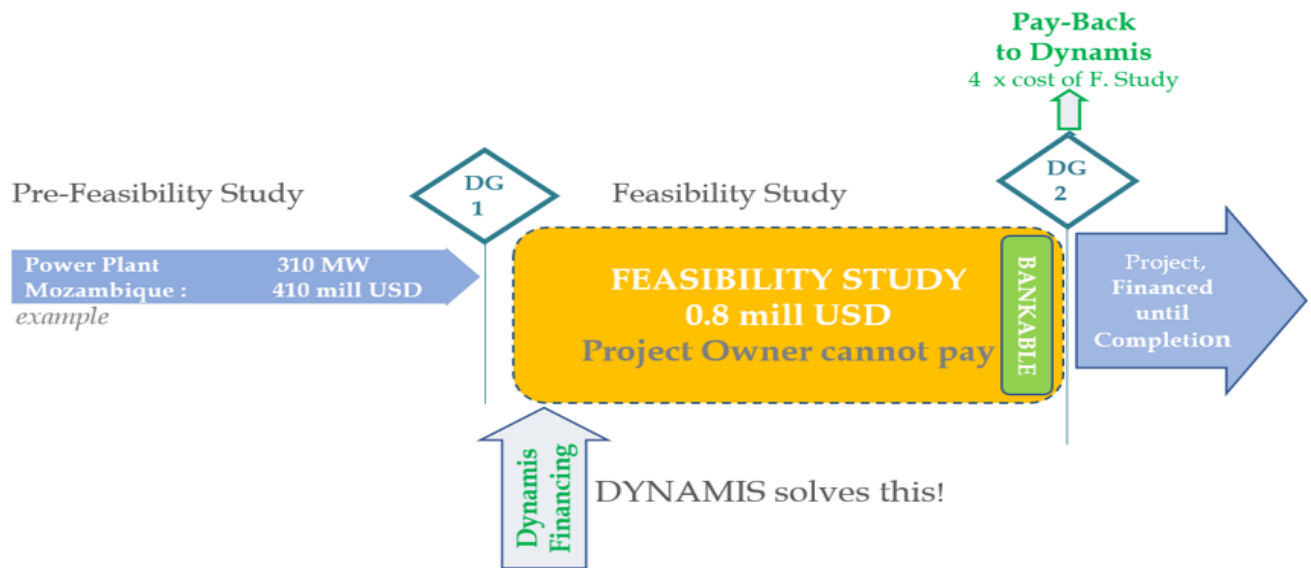 Pay-Back
to Dynamis
4 x cost of F. Study
Pre-Feasibility Study
DG
1
Feasibility Study
DG
2
Power Plant 310 MW
Mozambique : 410 mill USD
example
FEASIBILITY STUDY
0.8 mill USD
Project Owner cannot pay
BANKABLE
Project,
Financed
until
Completion
Dynamis
Financing
DYNAMIS solves this!